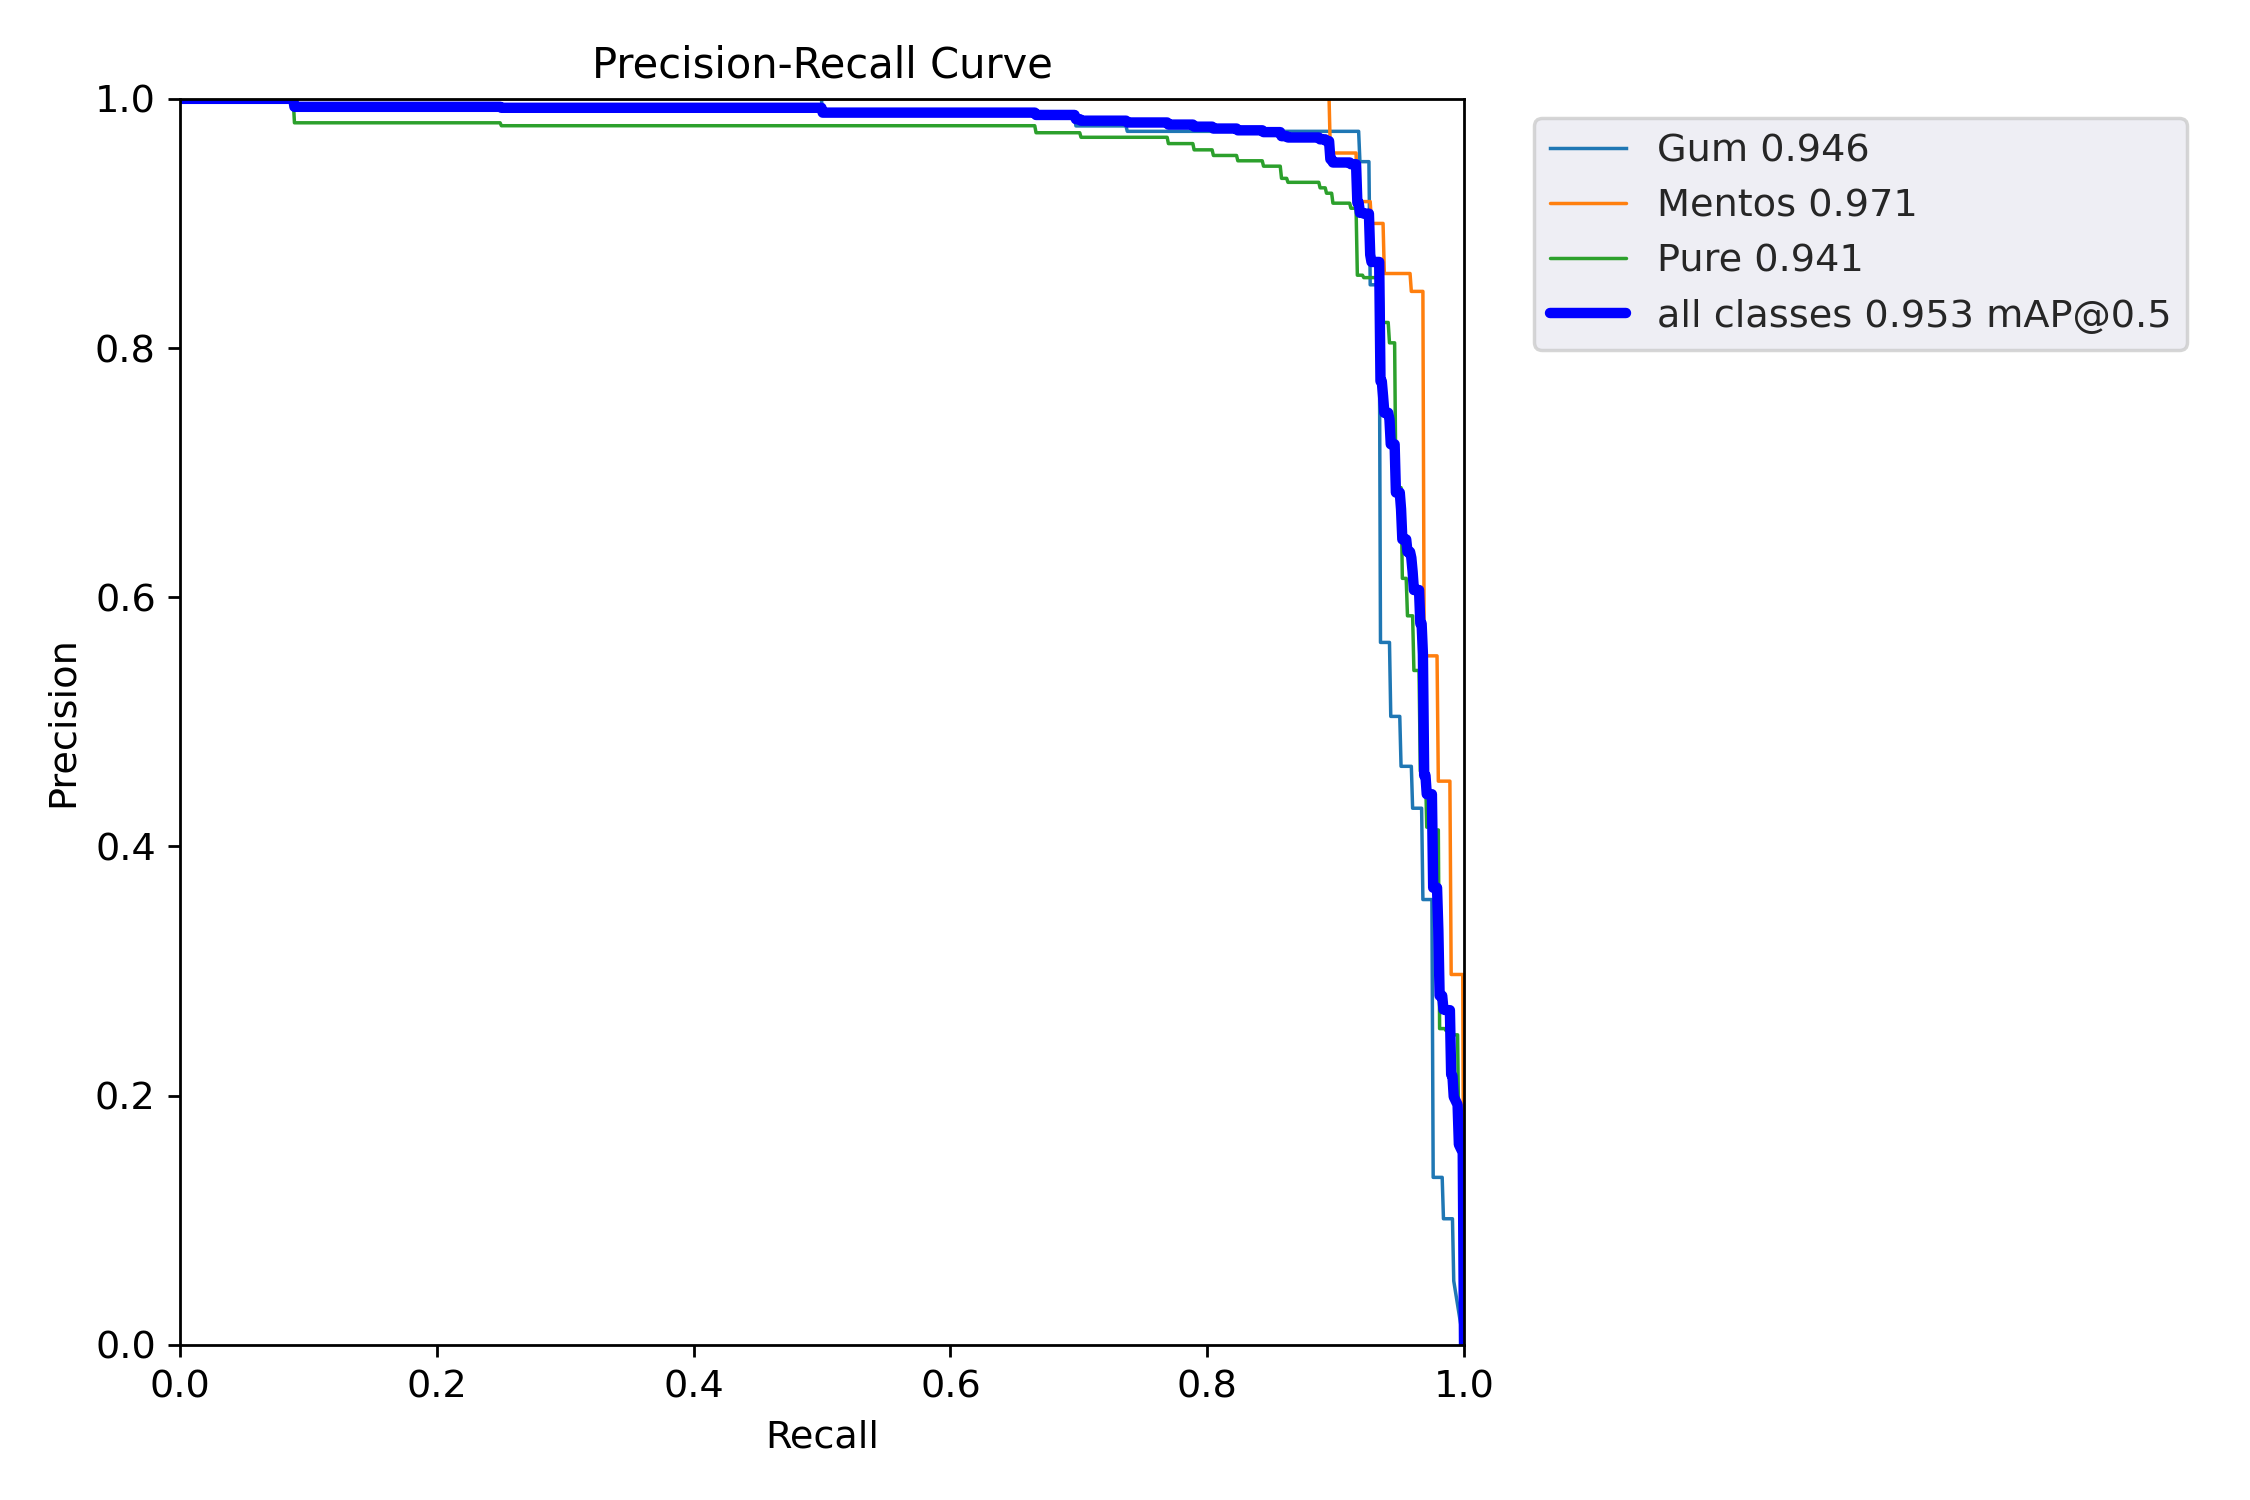 Precision-Recall Curve
1.0
0.8
0.6
0.4
0.2
0.0
Precision
0.0 0.2 0.4 0.6 0.8 1.0
Recall
Gum 0.946
Mentos 0.971
Pure 0.941
all classes 0.953 mAP@0.5